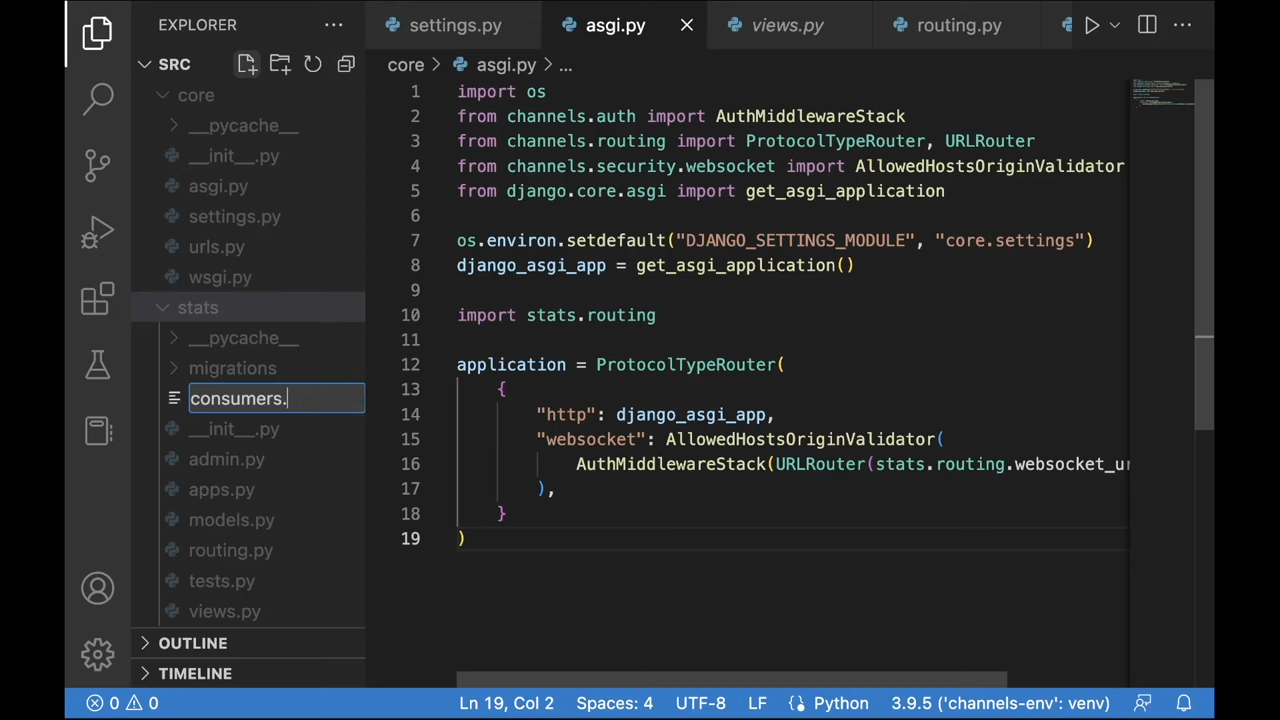 EXPLORER
settings.py
asgi.py
views.py
routing.py
SRC
core
asgi.py
...
core
__pycache__
__init__.py
asgi.py
settings.py
urls.py
wsgi.py
stats
__pycache__
migrations
consumers.
__init__.py
admin.py
apps.py
models.py
routing.py
tests.py
views.py
OUTLINE
TIMELINE
1 import os
2 from channels.auth import AuthMiddlewareStack
3 from channels.routing import ProtocolTypeRouter, URLRouter
4 from channels.security.websocket import AllowedHostsOriginValidator
5 from django.core.asgi import get_asgi_application
6
7 os.environ.setdefault("DJANGO_SETTINGS_MODULE", "core.settings")
8 django_asgi_app = get_asgi_application()
9
10 import stats.routing
11
12 application = ProtocolTypeRouter(
13 {
14 "http": django_asgi_app,
15 "websocket": AllowedHostsOriginValidator(
16 AuthMiddlewareStack(URLRouter(stats.routing.websocket_ur
17 ),
18 }
19 )
0 0 Ln 19, Col 2 Spaces: 4 UTF-8 LF Python 3.9.5 ('channels-env': venv)